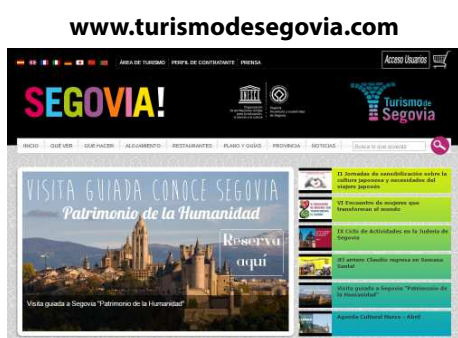 www.turismodesegovia.com
ÁREA DE TURISMO PERFIL DE CONTRATANTE PRENSA
Acceso Usuarios
SEGOVIA!
Turismo de
Segovia
INICIO QUÉ VER QUÉ HACER ALOJAMIENTO RESTAURANTES PLANO Y GUÍAS PROVINCIA NOTICIAS
VISITA GUIADA CONOCE SEGOVIA
Patrimonio de la Humanidad
Reserva
aquí
Visita guiada a Segovia "Patrimonio de la Humanidad"
II Jornadas de sensibilización sobre la
cultura japonesa y necesidades del
viajero japonés
VI Encuentro de mujeres que
transforman el mundo
IX Ciclo de Actividades en la Judería de
Segovia
¡El antero Claudio regresa en Semana
Santa!
Visita guiada a Segovia "Patrimonio de
la Humanidad"
Agenda Cultural Marzo - Abril